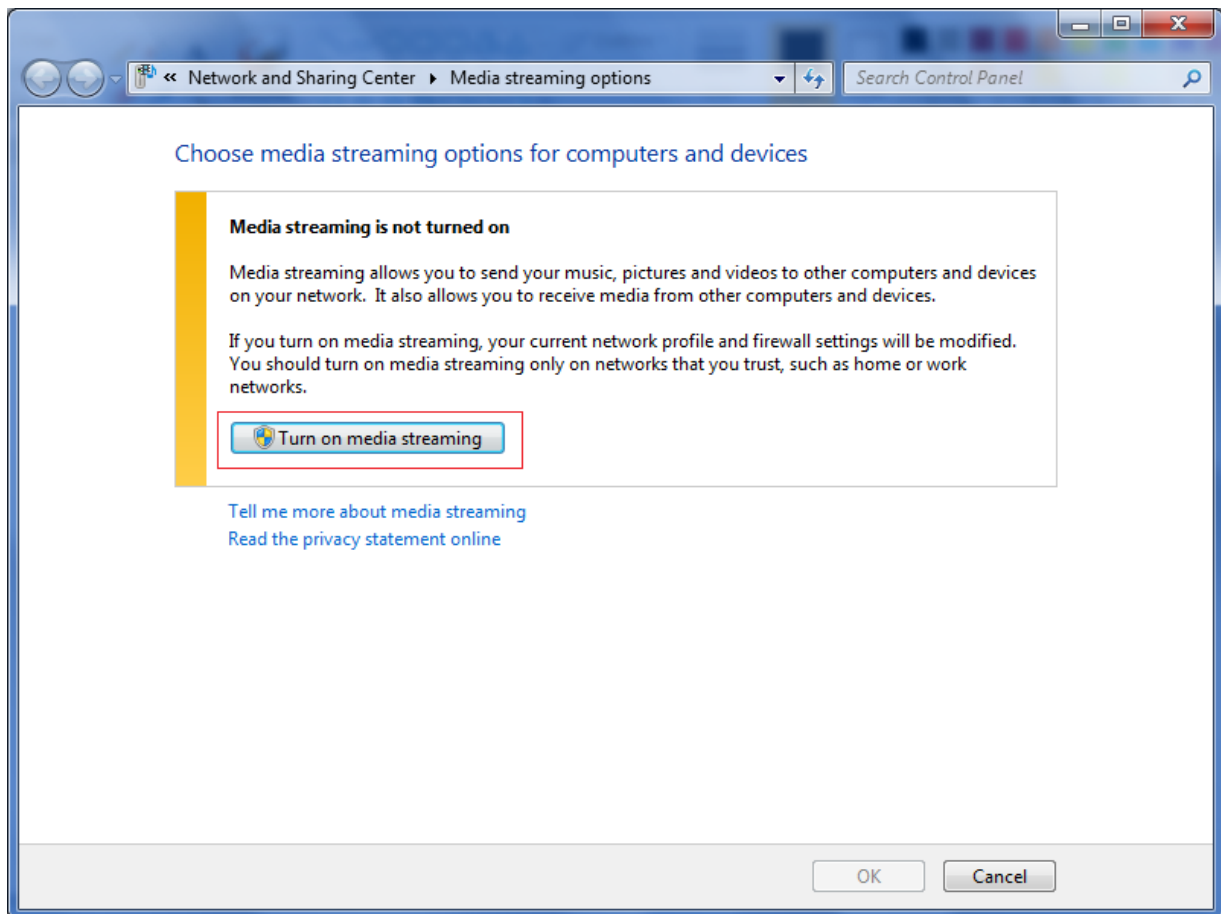 « Network and Sharing Center ▸ Media streaming options
Search Control Panel
Choose media streaming options for computers and devices
Media streaming is not turned on
Media streaming allows you to send your music, pictures and videos to other computers and devices
on your network.  It also allows you to receive media from other computers and devices.
If you turn on media streaming, your current network profile and firewall settings will be modified.
You should turn on media streaming only on networks that you trust, such as home or work
networks.
Turn on media streaming
Tell me more about media streaming
Read the privacy statement online
OK
Cancel